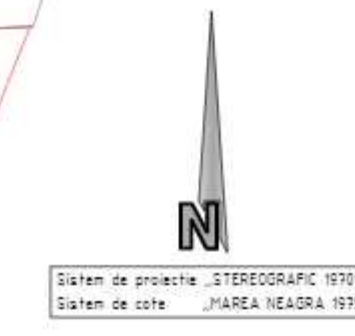 N
Sistem de proiectie „STEREOGRAFIC 1970
Sistem de cote „MAREA NEAGRA